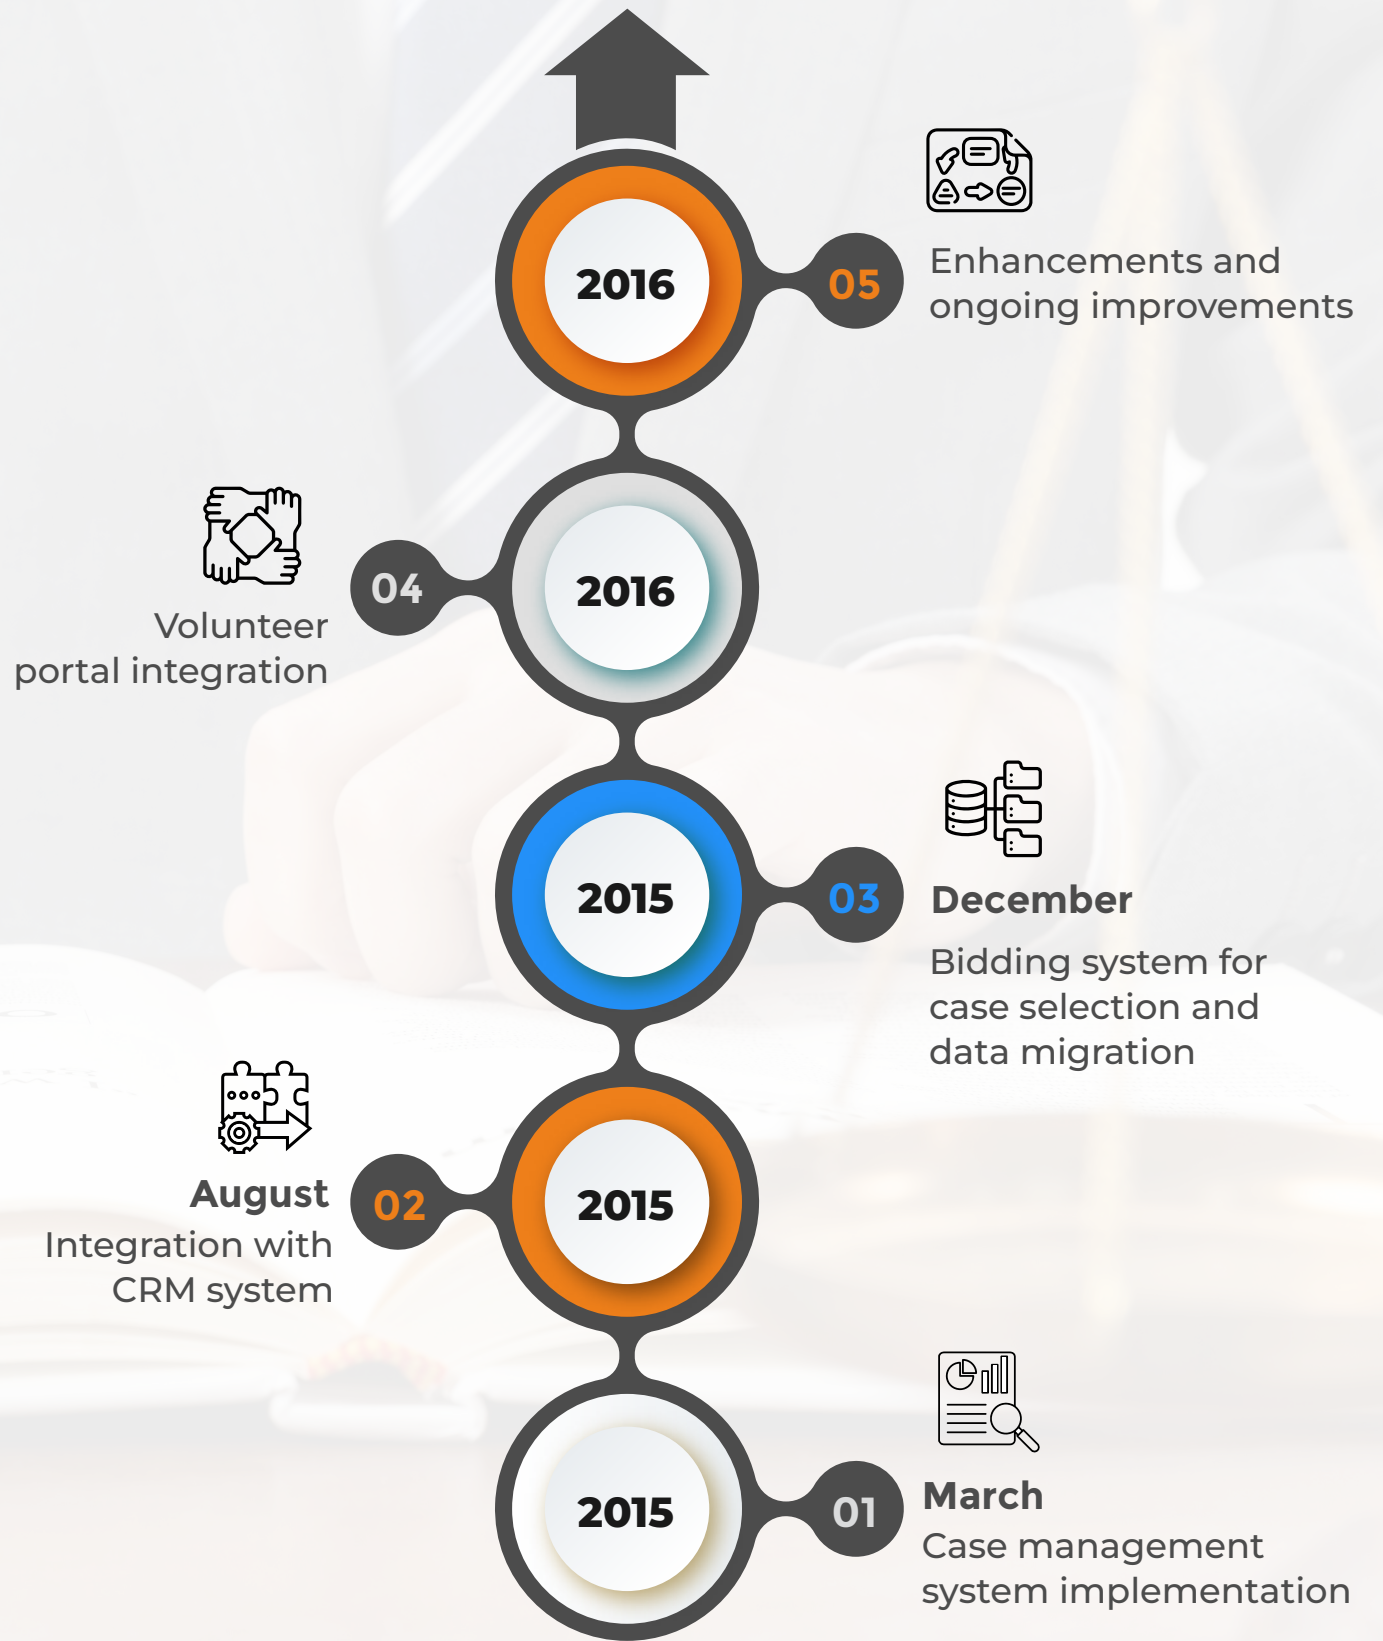 2016
05
Enhancements and
ongoing improvements
04
2016
Volunteer
portal integration
2015
03
December
Bidding system for
case selection and
data migration
August
02
2015
Integration with
CRM system
2015
01
March
Case management
system implementation